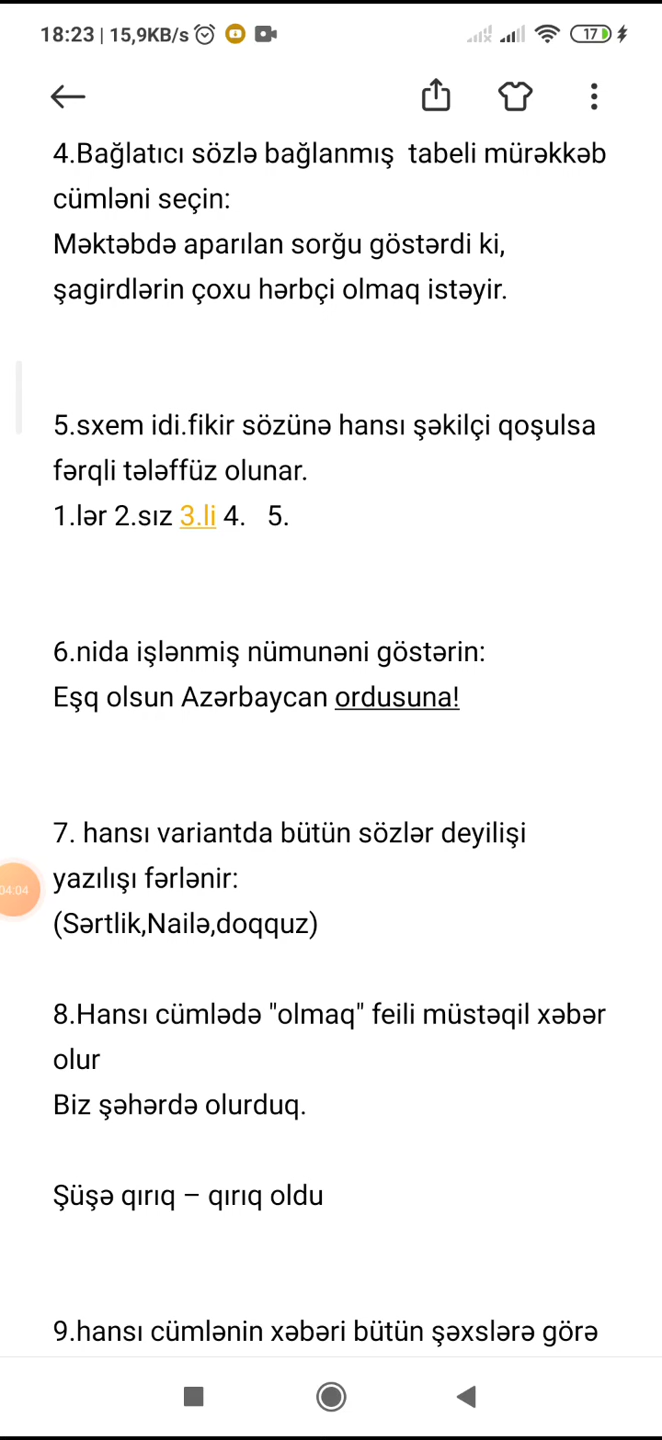 18:23 | 15,9KB/s
17
4.Bağlatıcı sözlə bağlanmış tabeli mürəkkəb
cümləni seçin:
Məktəbdə aparılan sorğu göstərdi ki,
şagirdlərin çoxu hərbçi olmaq istəyir.
5.sxem idi.fikir sözünə hansı şəkilçi qoşulsa
fərqli tələffüz olunar.
1.lər 2.sız 3.li 4. 5.
6.nida işlənmiş nümunəni göstərin:
Eşq olsun Azərbaycan ordusuna!
7. hansı variantda bütün sözlər deyilişi
04:04
yazılışı fərlənir:
(Sərtlik,Nailə,doqquz)
8.Hansı cümlədə "olmaq" feili müstəqil xəbər
olur
Biz şəhərdə olurduq.
Şüşə qırıq – qırıq oldu
9.hansı cümlənin xəbəri bütün şəxslərə görə